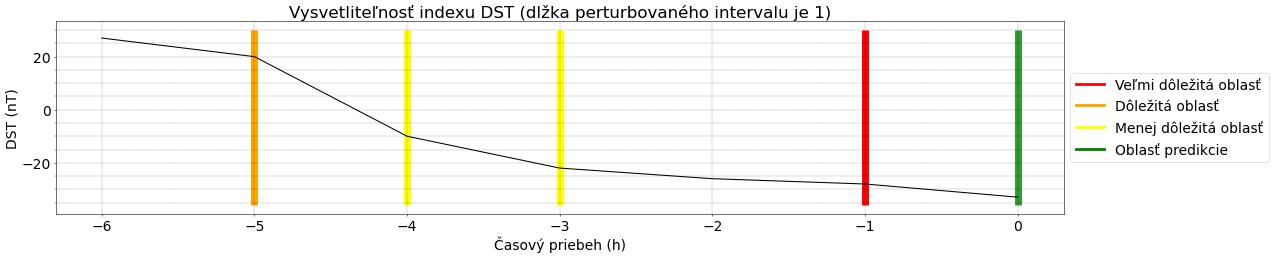 Vysvetliteľnosť indexu DST (dĺžka perturbovaného intervalu je 1)
DST (nT)
20
0
−20
−6 −5 −4 −3 −2 −1 0
Časový priebeh (h)
Veľmi dôležitá oblasť
Dôležitá oblasť
Menej dôležitá oblasť
Oblasť predikcie